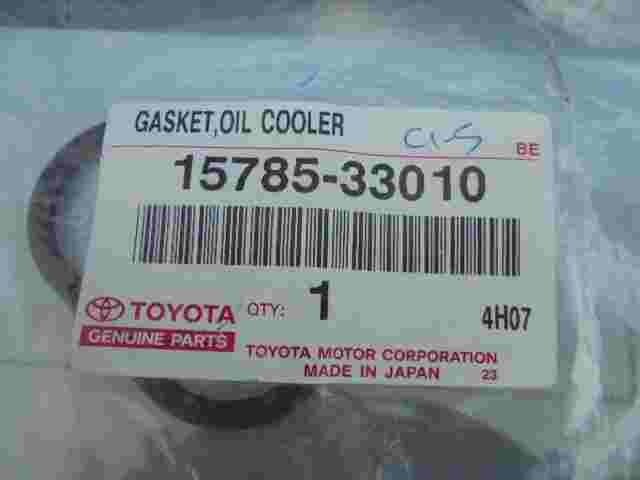 GASKET,OIL COOLER
BE
15785-33010
TOYOTA QTY: 1 4H07
GENUINE PARTS
TOYOTA MOTOR CORPORATION
MADE IN JAPAN 23